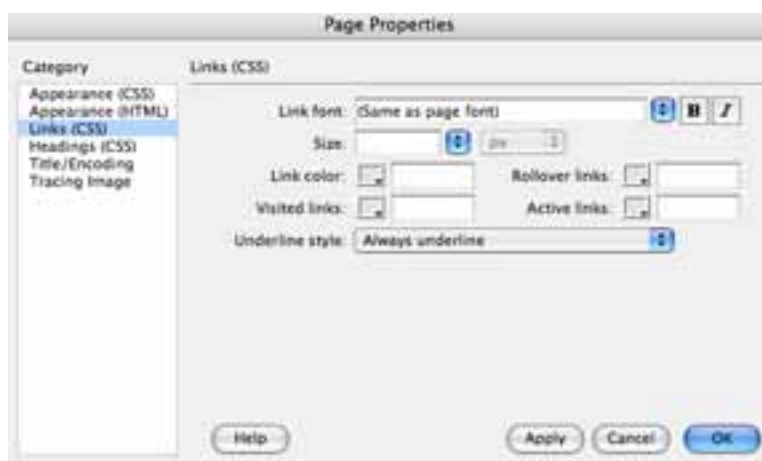 Page Properties
Category
Appearance (CSS)
Appearance (HTML)
Links (CSS)
Headings (CSS)
Title/Encoding
Tracing Image
Links (CSS)
Link font: (Same as page font) B I
Size: px
Link color: Rollover links:
Visited links: Active links:
Underline style: Always underline
Help Apply Cancel OK